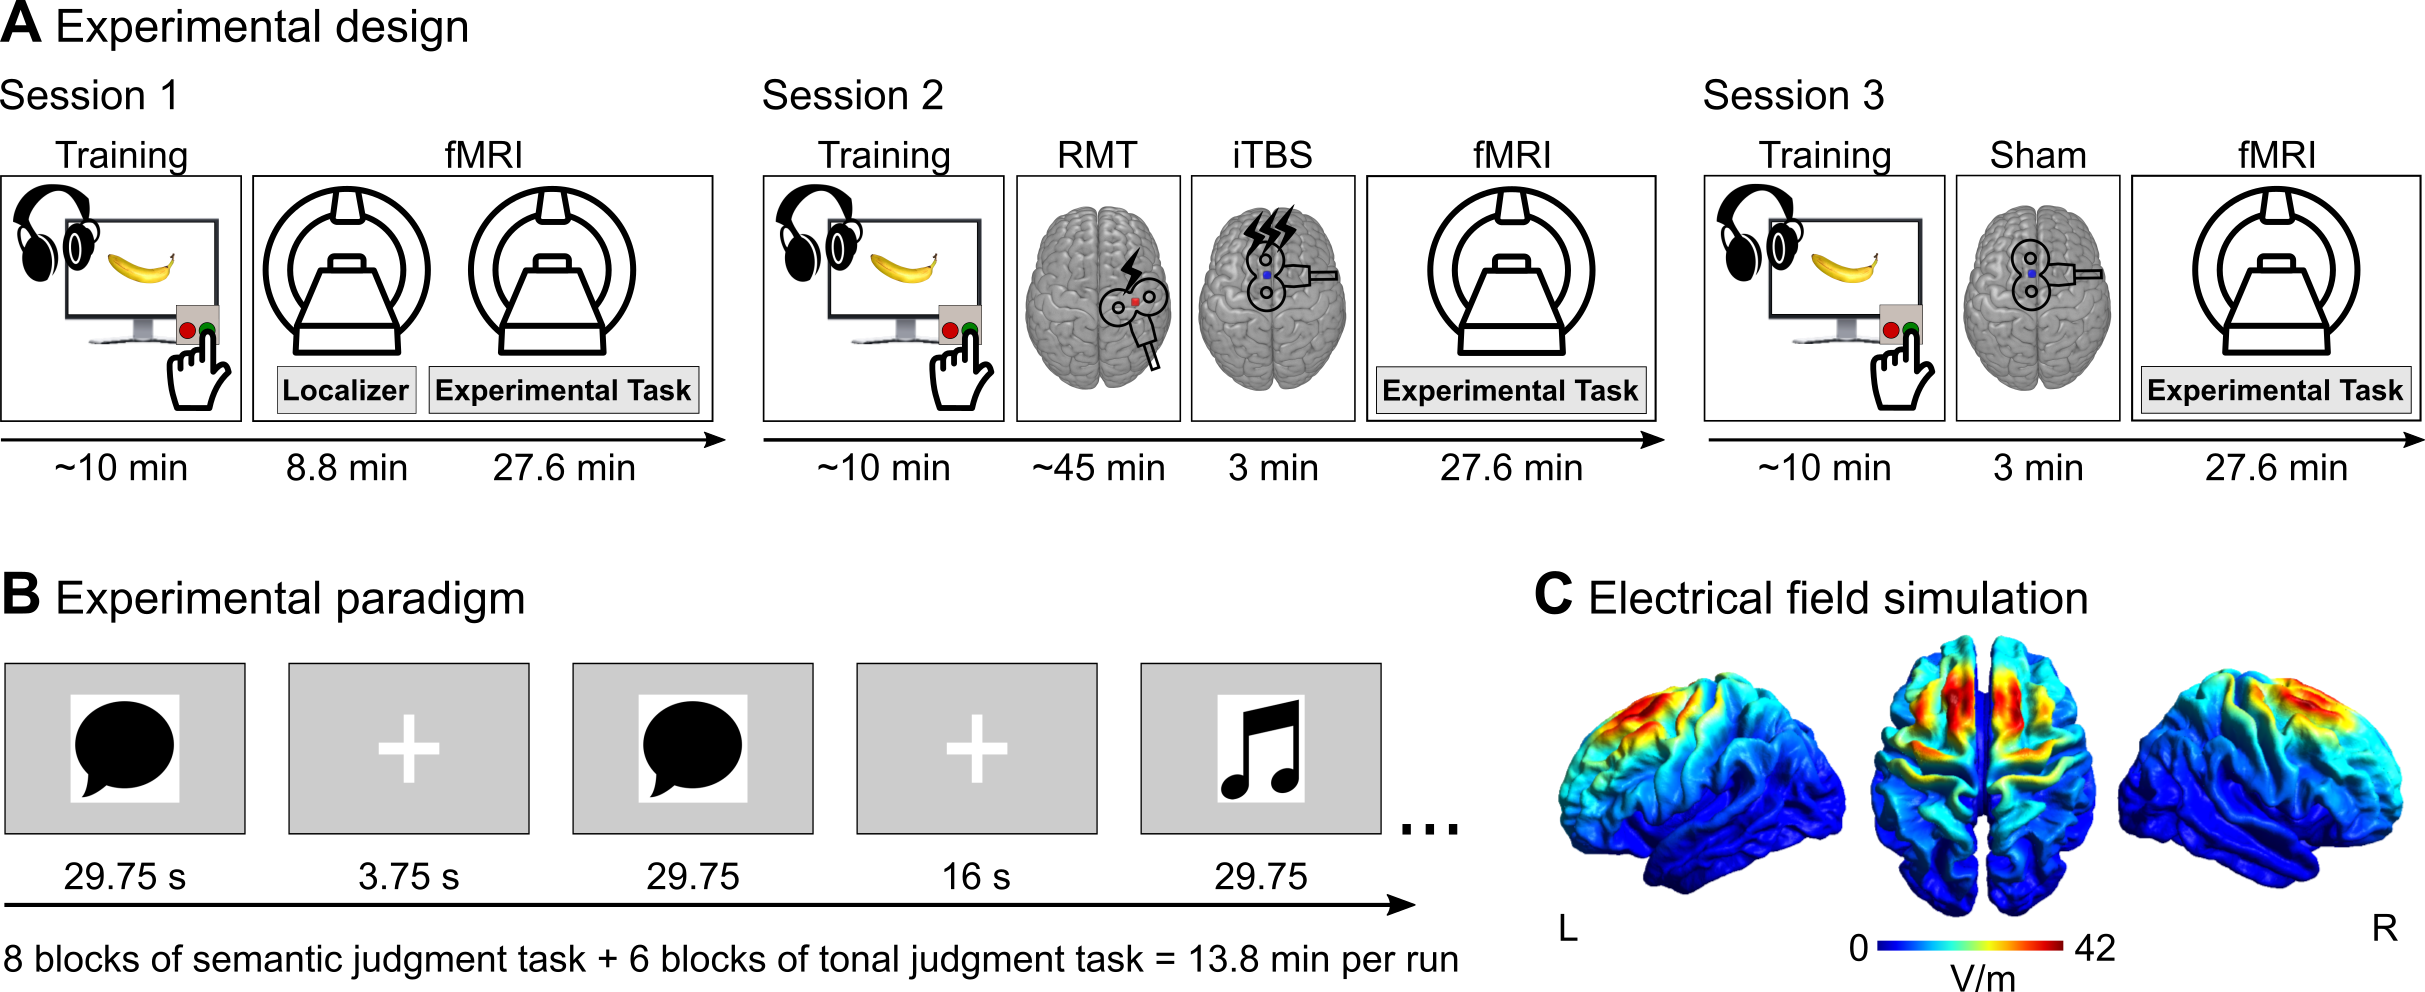 A Experimental design
Session 1
Session 2
Session 3
Training
fMRI
Training
RMT
iTBS
fMRI
Training
Sham
fMRI
Localizer
Experimental Task
Experimental Task
Experimental Task
~10 min
8.8 min
27.6 min
~10 min
~45 min
3 min
27.6 min
~10 min
3 min
27.6 min
B Experimental paradigm
...
29.75 s
3.75 s
29.75
16 s
29.75
8 blocks of semantic judgment task + 6 blocks of tonal judgment task = 13.8 min per run
C Electrical field simulation
L
R
0
42
V/m